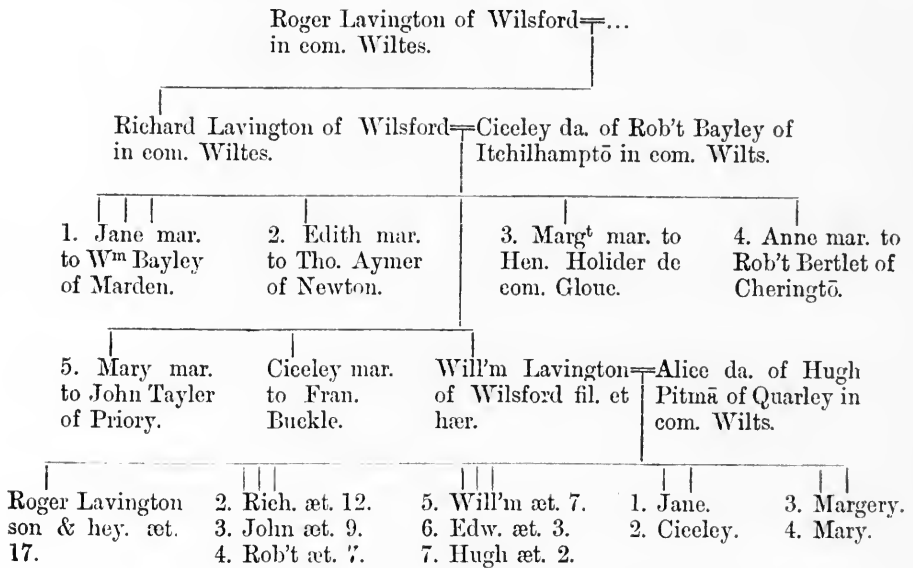 Roger Lavington of Wilsford=...
in com. Wiltes.
Richard Lavington of Wilsford=Ciceley da. of Rob't Bayley of
in com. Wiltes.
Itchilhamptō in com. Wilts.
1. Jane mar.
to Wᵐ Bayley
of Marden.
2. Edith mar.
to Tho. Aymer
of Newton.
3. Margᵗ mar. to
Hen. Holider de
com. Glouc.
4. Anne mar. to
Rob't Bertlet of
Cheringtō.
5. Mary mar.
to John Tayler
of Priory.
Ciceley mar.
to Fran.
Buckle.
Will'm Lavington=Alice da. of Hugh
of Wilsford fil. et
hær.
Pitmā of Quarley in
com. Wilts.
Roger Lavington
son & hey. æt.
17.
2. Rich. æt. 12.
3. John æt. 9.
4. Rob't æt. 7.
5. Will'm æt. 7.
6. Edw. æt. 3.
7. Hugh æt. 2.
1. Jane.
2. Ciceley.
3. Margery.
4. Mary.